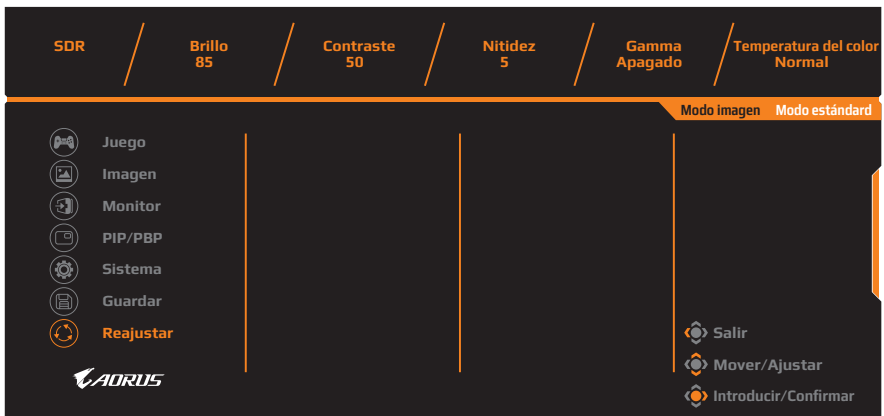 SDR
Brillo
85
Contraste
50
Nitidez
5
Gamma
Apagado
Temperatura del color
Normal
Modo imagen Modo estándard
Juego
Imagen
Monitor
PIP/PBP
Sistema
Guardar
Reajustar
AORUS
Salir
Mover/Ajustar
Introducir/Confirmar